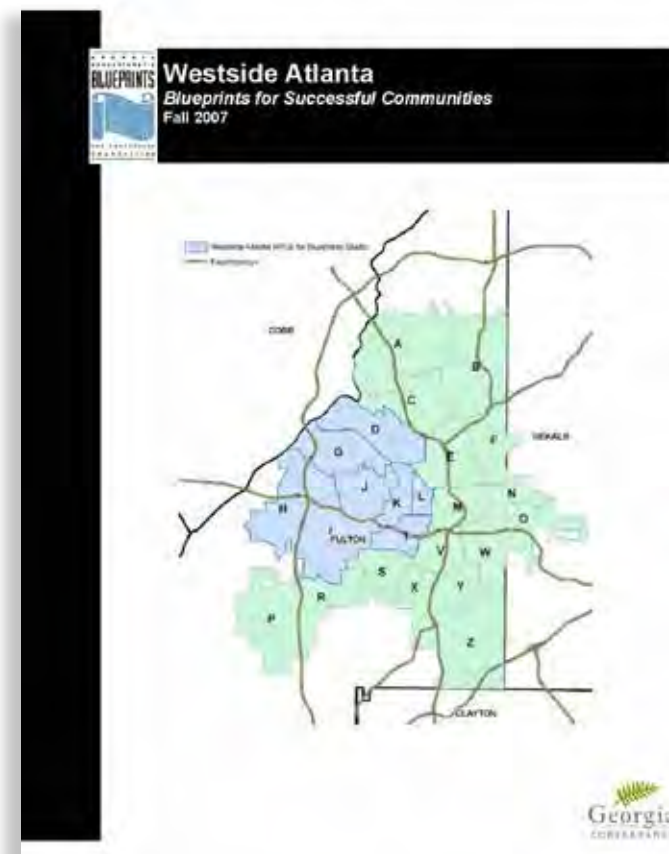 BLUEPRINTS
Westside Atlanta
Blueprints for Successful Communities
Fall 2007
COBB
A
B
C
D
DEKALB
F
G
E
J
K
L
N
H
M
O
I
FULTON
T
V
W
S
X
Y
R
P
Z
CLAYTON
Georgia